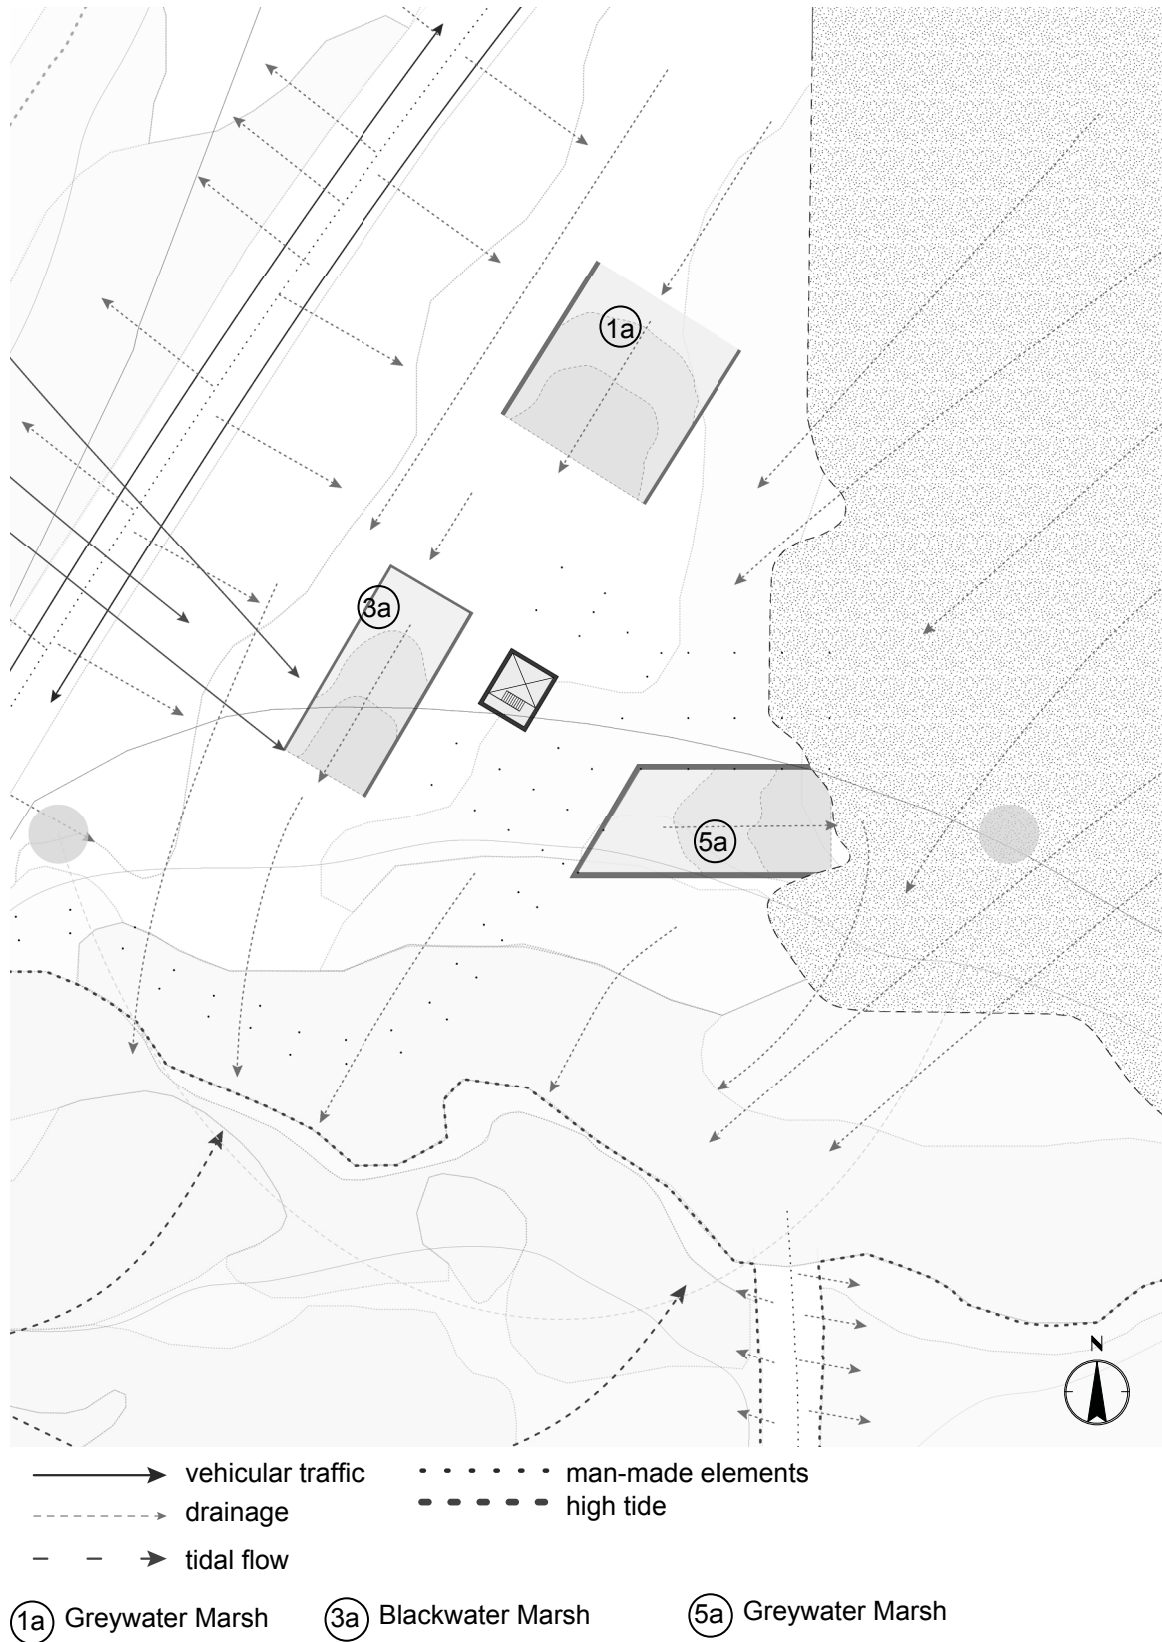 1a
3a
5a
N
vehicular traffic
man-made elements
drainage
high tide
tidal flow
1a Greywater Marsh
3a Blackwater Marsh
5a Greywater Marsh